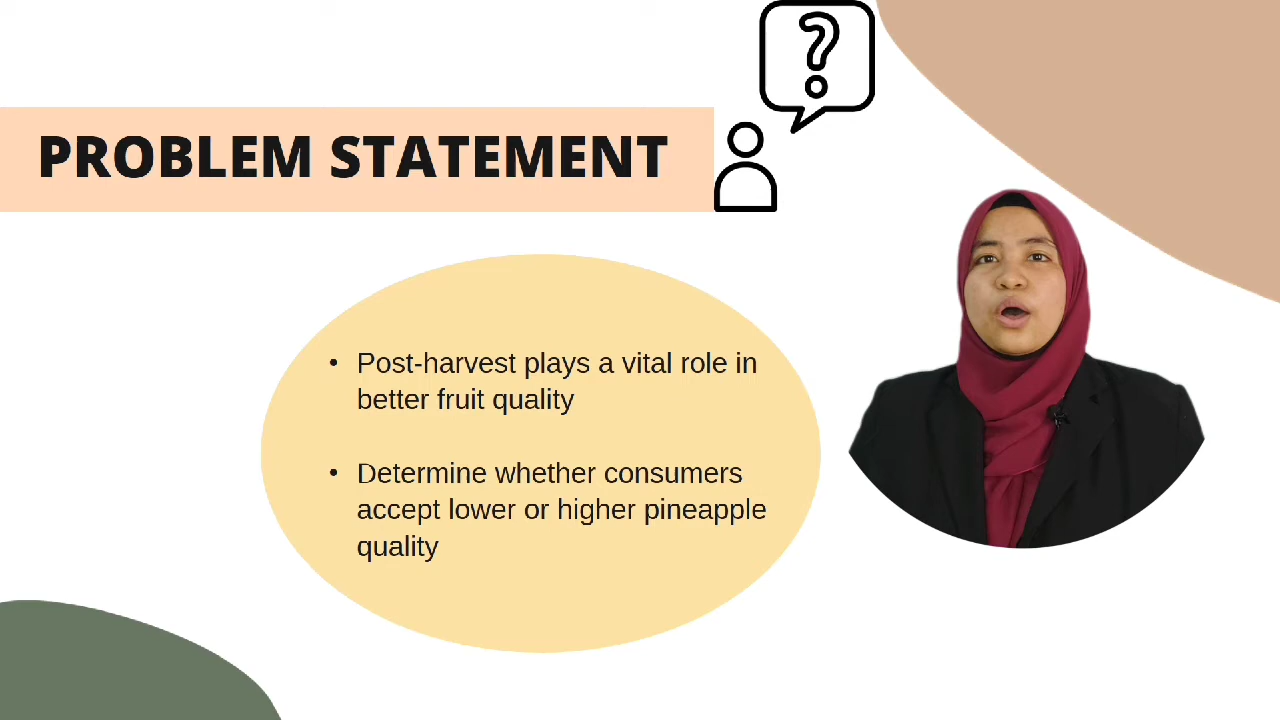 PROBLEM STATEMENT
?
• Post-harvest plays a vital role in
better fruit quality
• Determine whether consumers
accept lower or higher pineapple
quality